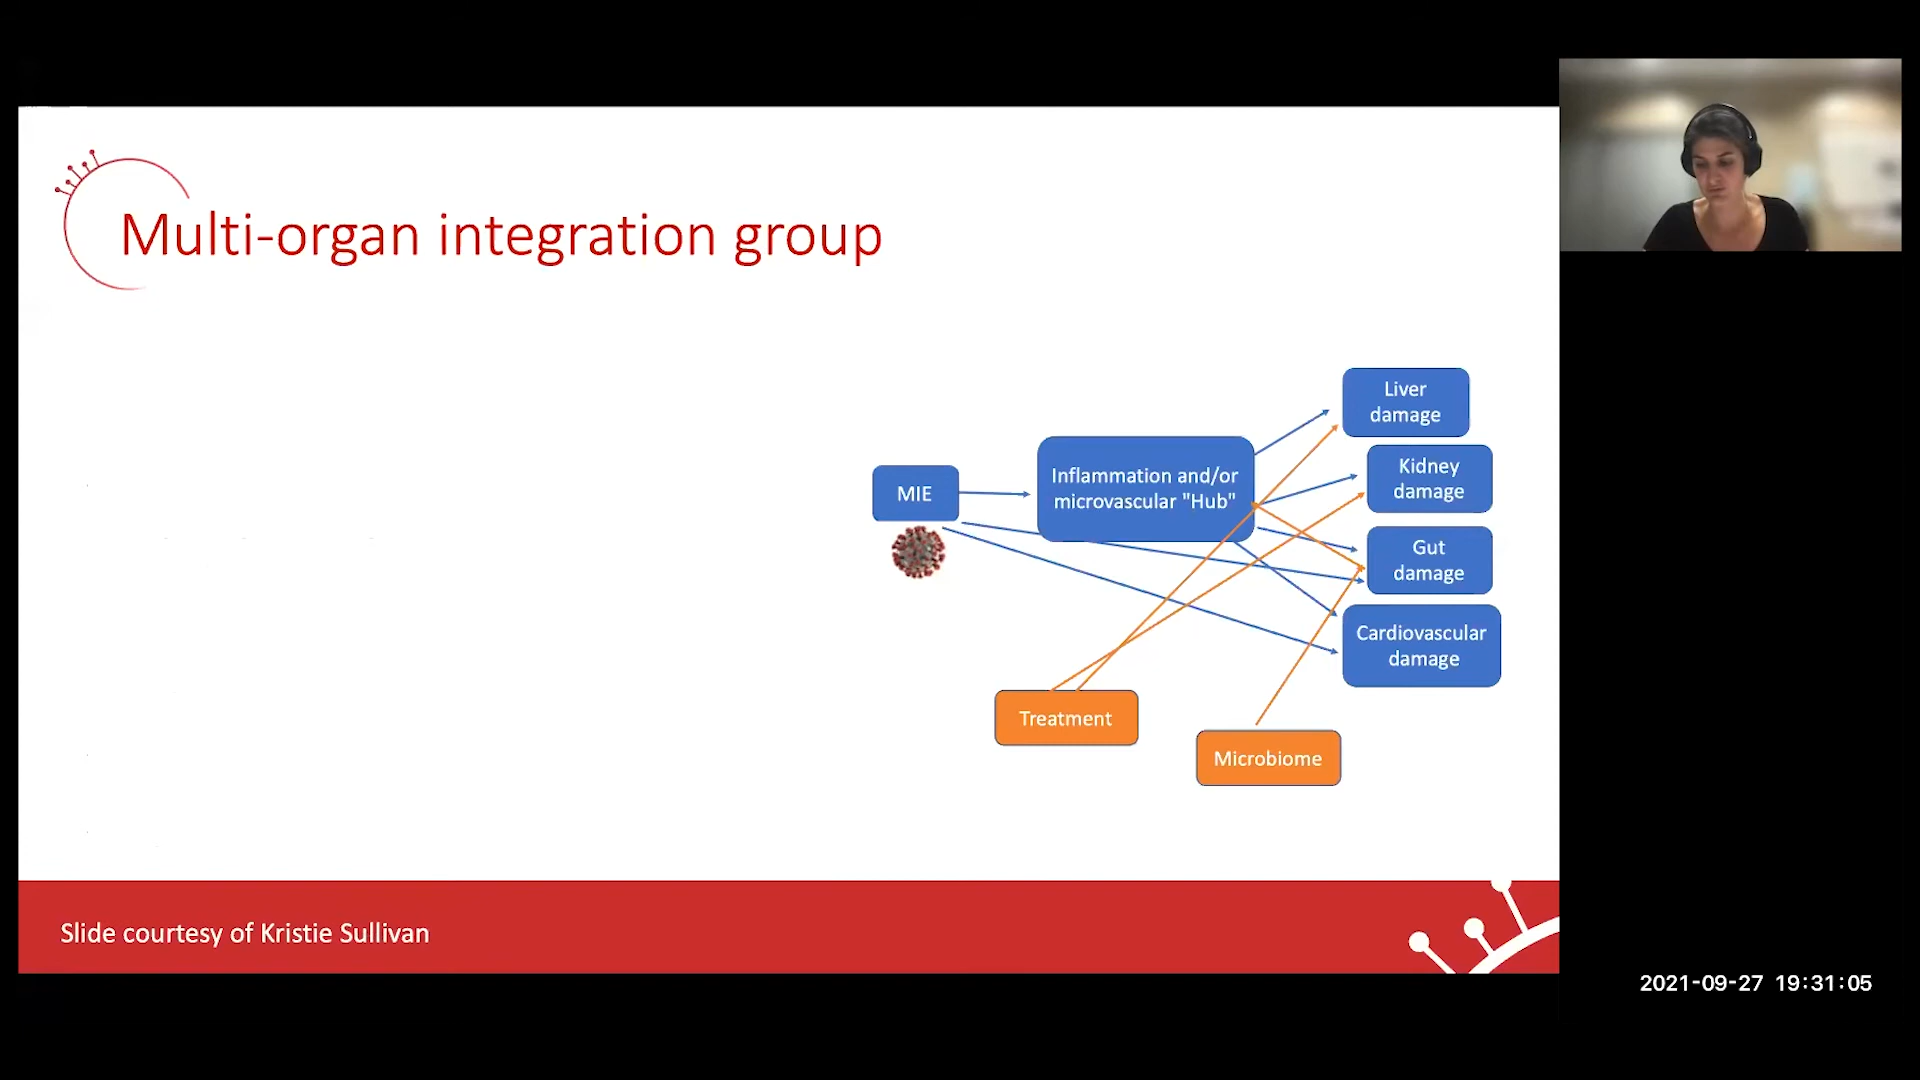 Multi-organ integration group
Liver
damage
Kidney
damage
Inflammation and/or
microvascular "Hub"
MIE
Gut
damage
Cardiovascular
damage
Treatment
Microbiome
Slide courtesy of Kristie Sullivan
2021-09-27 19:31:05